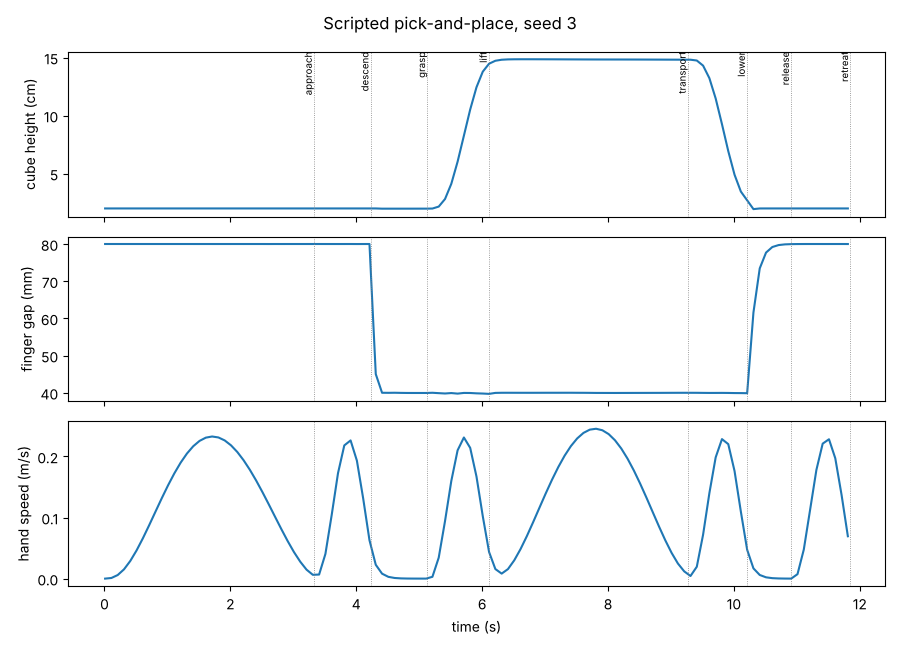 Scripted pick-and-place, seed 3
cube height (cm)
15
10
5
approach
descend
grasp
lift
transport
lower
release
retreat
finger gap (mm)
80
70
60
50
40
hand speed (m/s)
0.2
0.1
0.0
0 2 4 6 8 10 12
time (s)